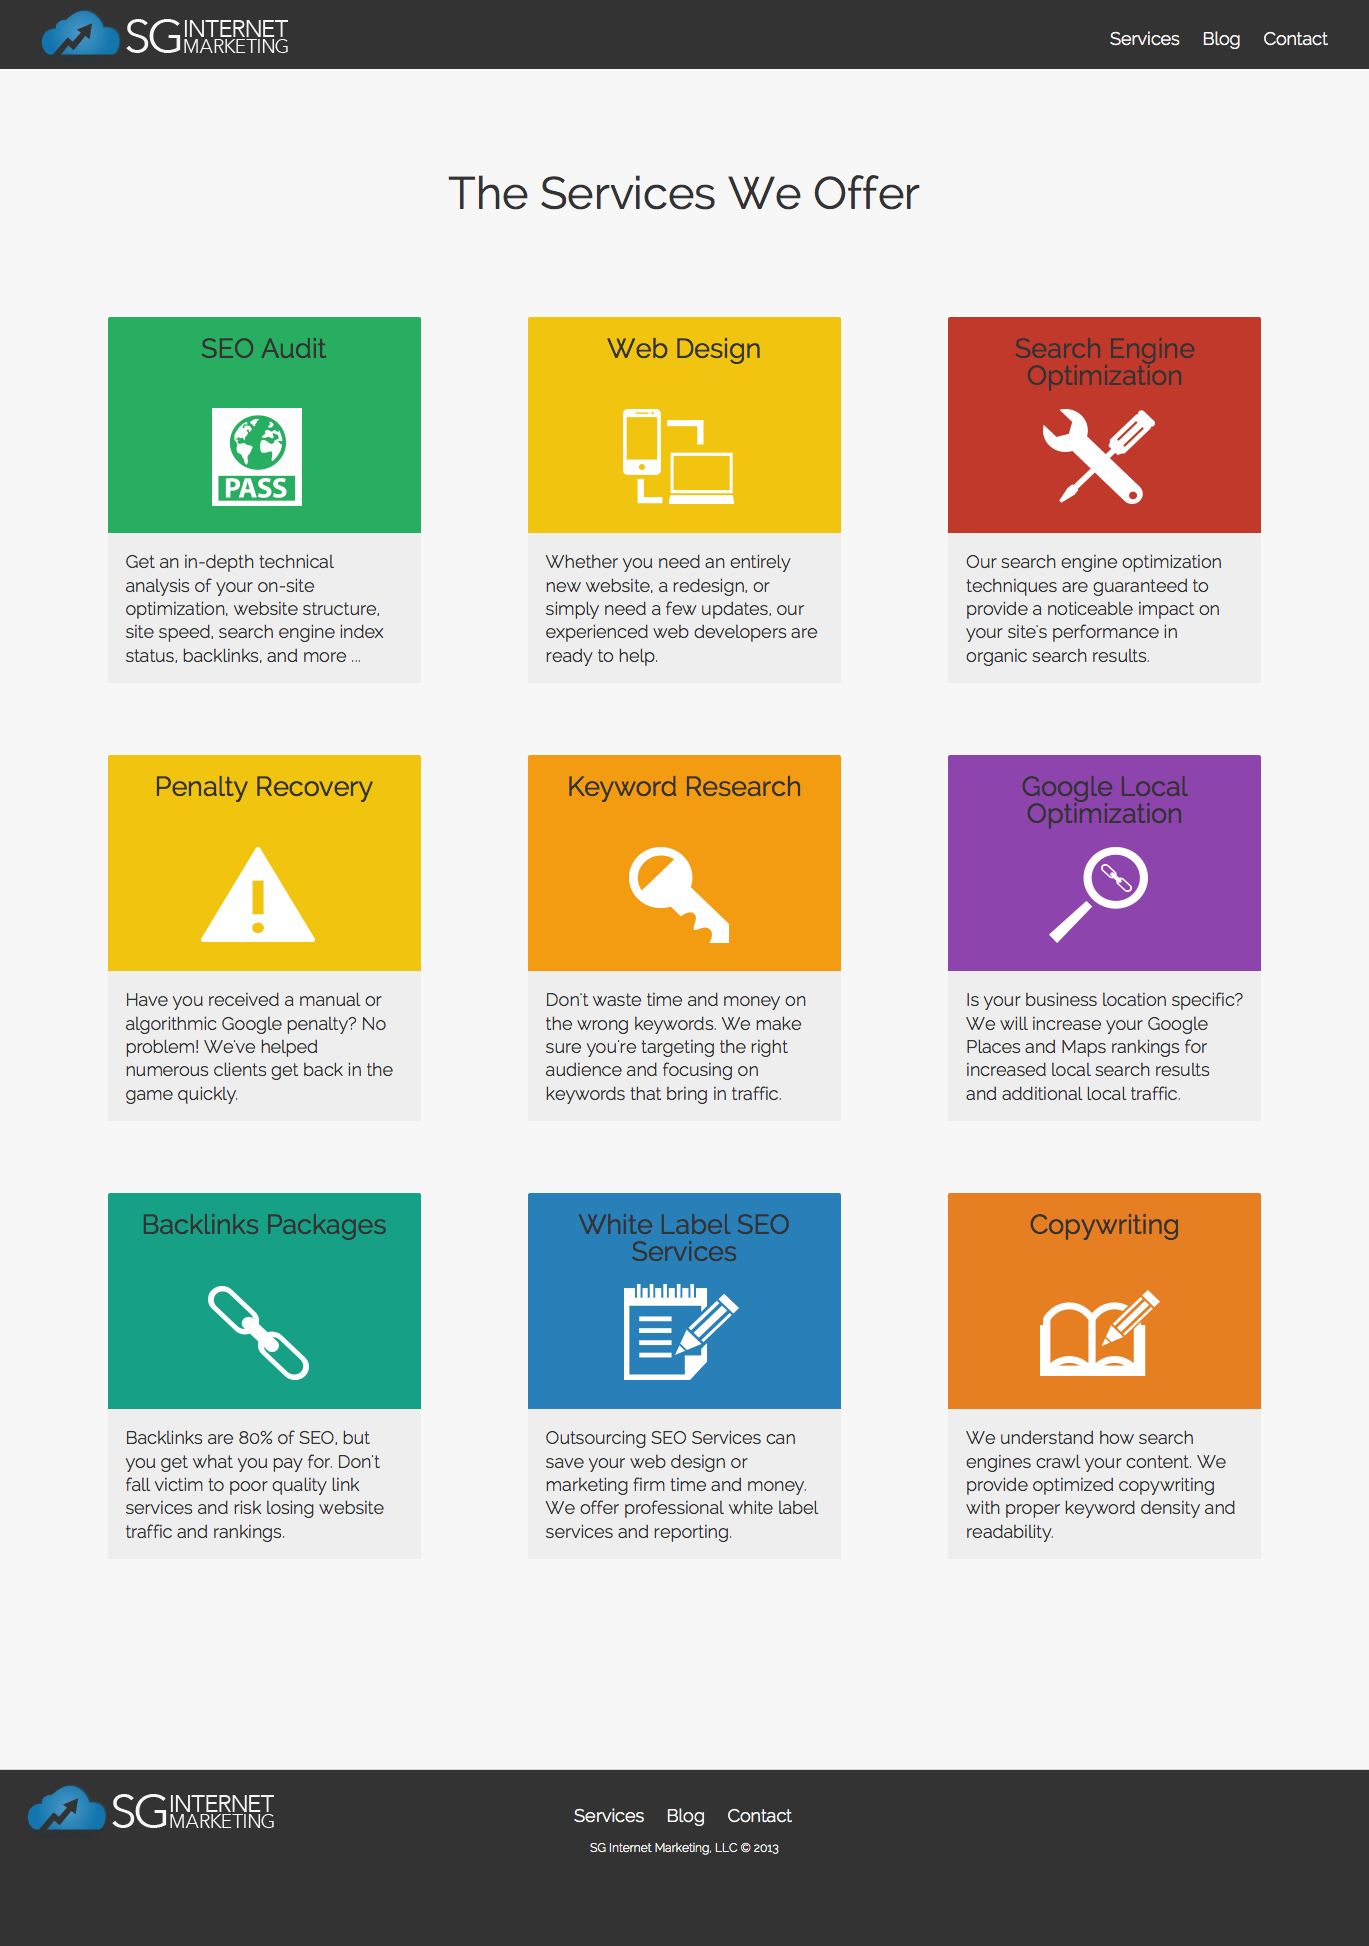 SG INTERNET
MARKETING
Services Blog Contact
The Services We Offer
SEO Audit
PASS
Get an in-depth technical
analysis of your on-site
optimization, website structure,
site speed, search engine index
status, backlinks, and more ...
Web Design
Whether you need an entirely
new website, a redesign, or
simply need a few updates, our
experienced web developers are
ready to help.
Search Engine
Optimization
Our search engine optimization
techniques are guaranteed to
provide a noticeable impact on
your site's performance in
organic search results.
Penalty Recovery
Have you received a manual or
algorithmic Google penalty? No
problem! We've helped
numerous clients get back in the
game quickly.
Keyword Research
Don't waste time and money on
the wrong keywords. We make
sure you're targeting the right
audience and focusing on
keywords that bring in traffic.
Google Local
Optimization
Is your business location specific?
We will increase your Google
Places and Maps rankings for
increased local search results
and additional local traffic.
Backlinks Packages
Backlinks are 80% of SEO, but
you get what you pay for. Don't
fall victim to poor quality link
services and risk losing website
traffic and rankings.
White Label SEO
Services
Outsourcing SEO Services can
save your web design or
marketing firm time and money.
We offer professional white label
services and reporting.
Copywriting
We understand how search
engines crawl your content. We
provide optimized copywriting
with proper keyword density and
readability.
SG INTERNET
MARKETING
Services Blog Contact
SG Internet Marketing, LLC © 2013